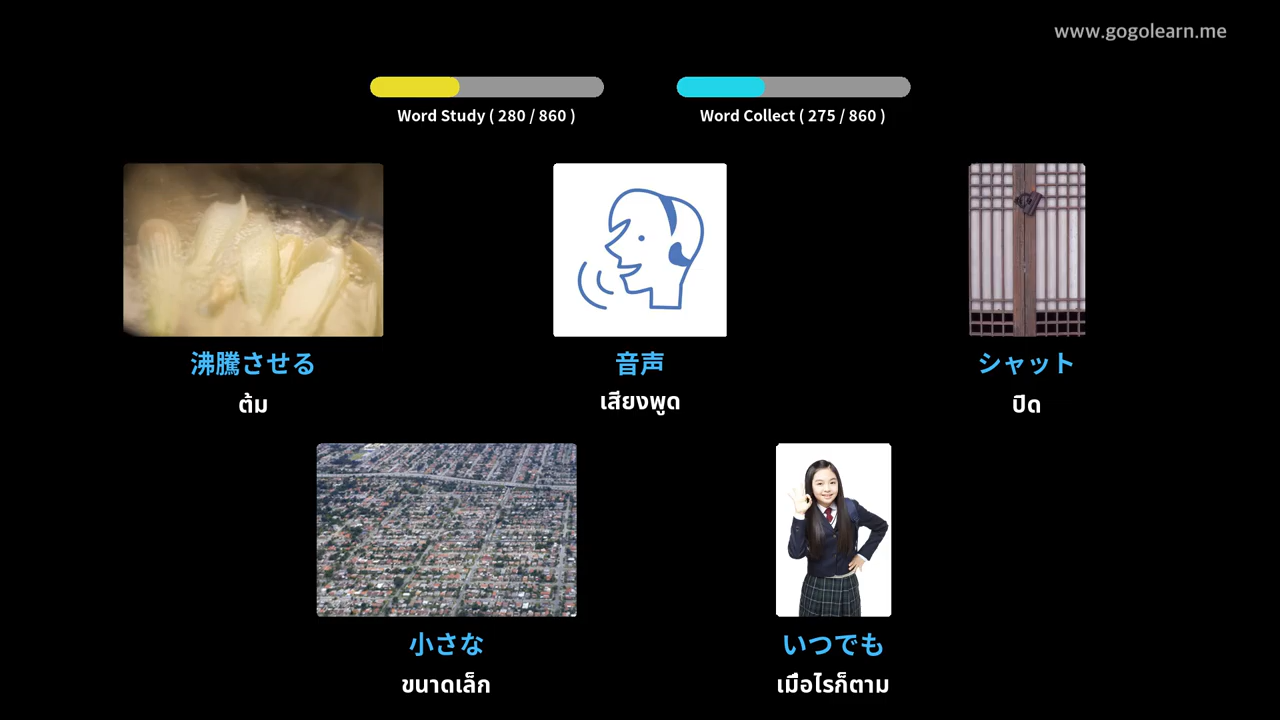 www.gogolearn.me
Word Study ( 280 / 860 )
Word Collect ( 275 / 860 )
沸騰させる
音声
シャット
ต้ม
เสียงพูด
ปิด
小さな
いつでも
ขนาดเล็ก
เมื่อไรก็ตาม